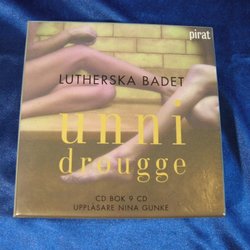 pirat
LUTHERSKA BADET
unni
drougge
CD BOK 9 CD
UPPLÄSARE NINA GUNKE